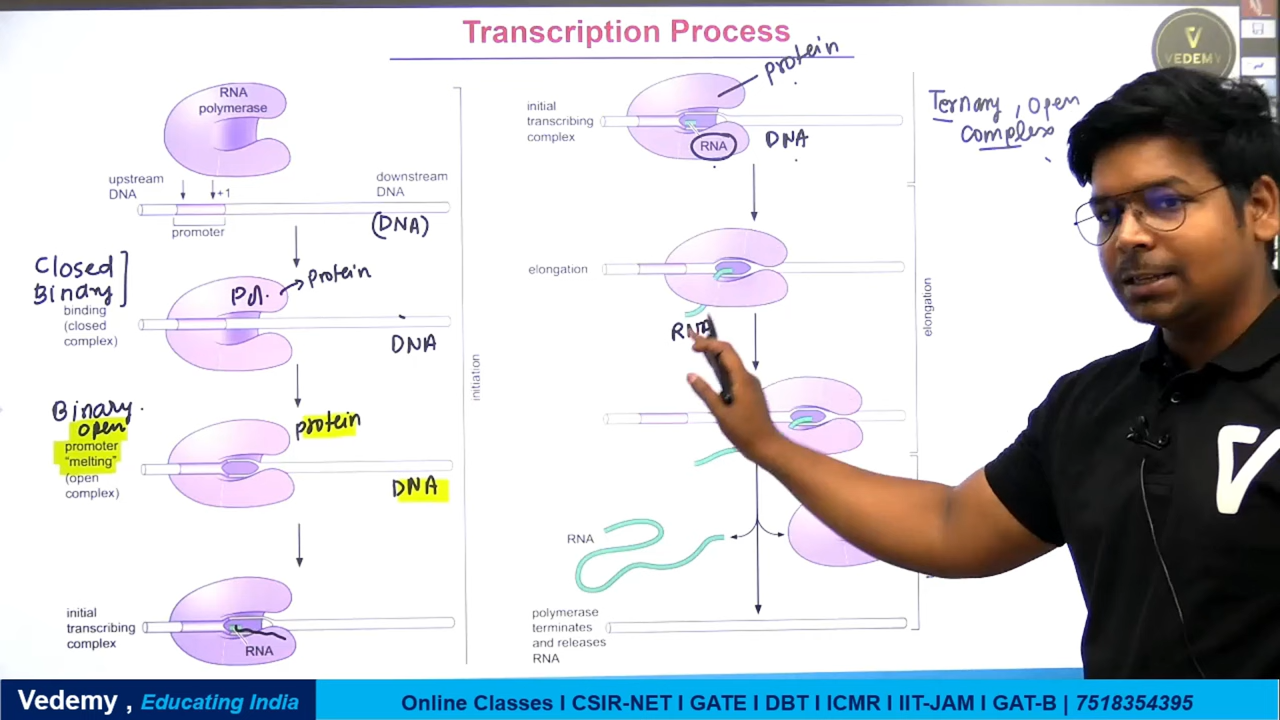 Transcription Process
VEDEMY
RNA
polymerase
upstream
DNA
+1
downstream
DNA
(DNA)
promoter
Closed
Binary
binding
(closed
complex)
Pol.
protein
DNA
Binary.
open
promoter
"melting"
(open
complex)
protein
DNA
initial
transcribing
complex
RNA
initiation
initial
transcribing
complex
protein
RNA
DNA
Ternary, open
complex
elongation
RNA
elongation
RNA
polymerase
terminates
and releases
RNA
Vedemy , Educating India
Online Classes I CSIR-NET I GATE I DBT I ICMR I IIT-JAM I GAT-B | 7518354395